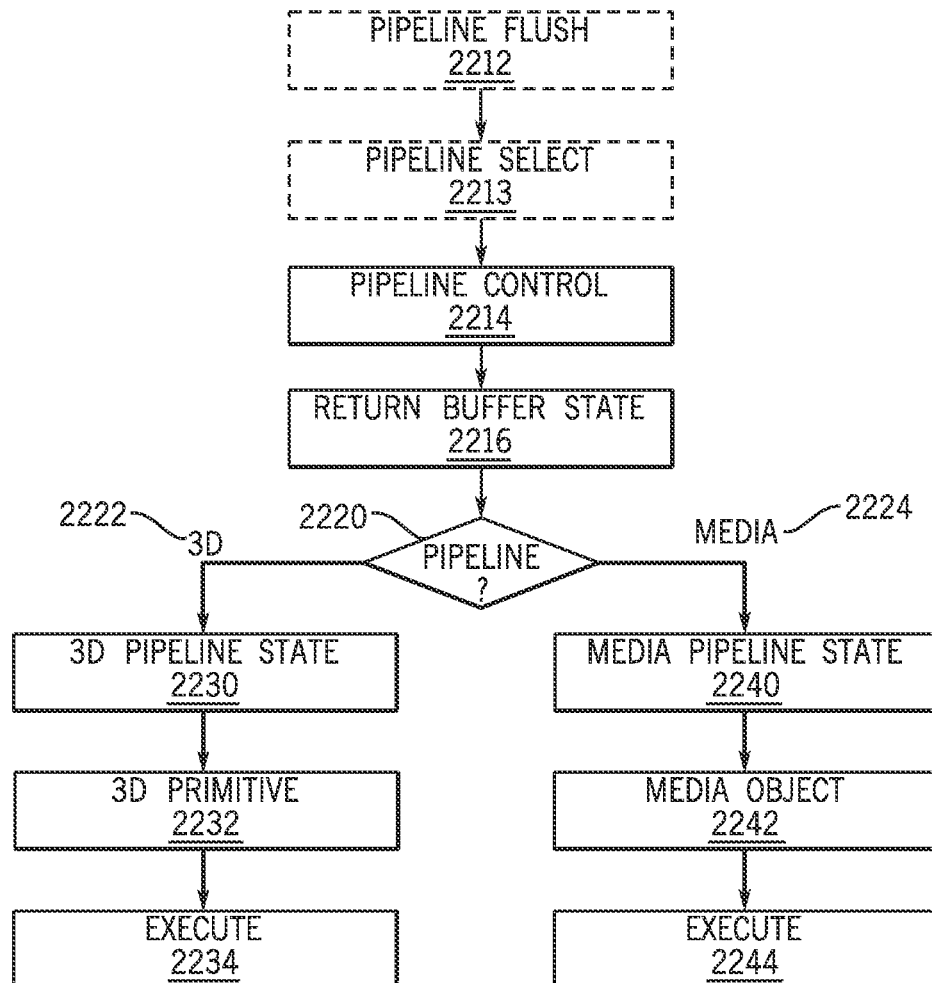 PIPELINE FLUSH
2212
PIPELINE SELECT
2213
PIPELINE CONTROL
2214
RETURN BUFFER STATE
2216
2222
3D
2220
PIPELINE
?
MEDIA
2224
3D PIPELINE STATE
2230
MEDIA PIPELINE STATE
2240
3D PRIMITIVE
2232
MEDIA OBJECT
2242
EXECUTE
2234
EXECUTE
2244